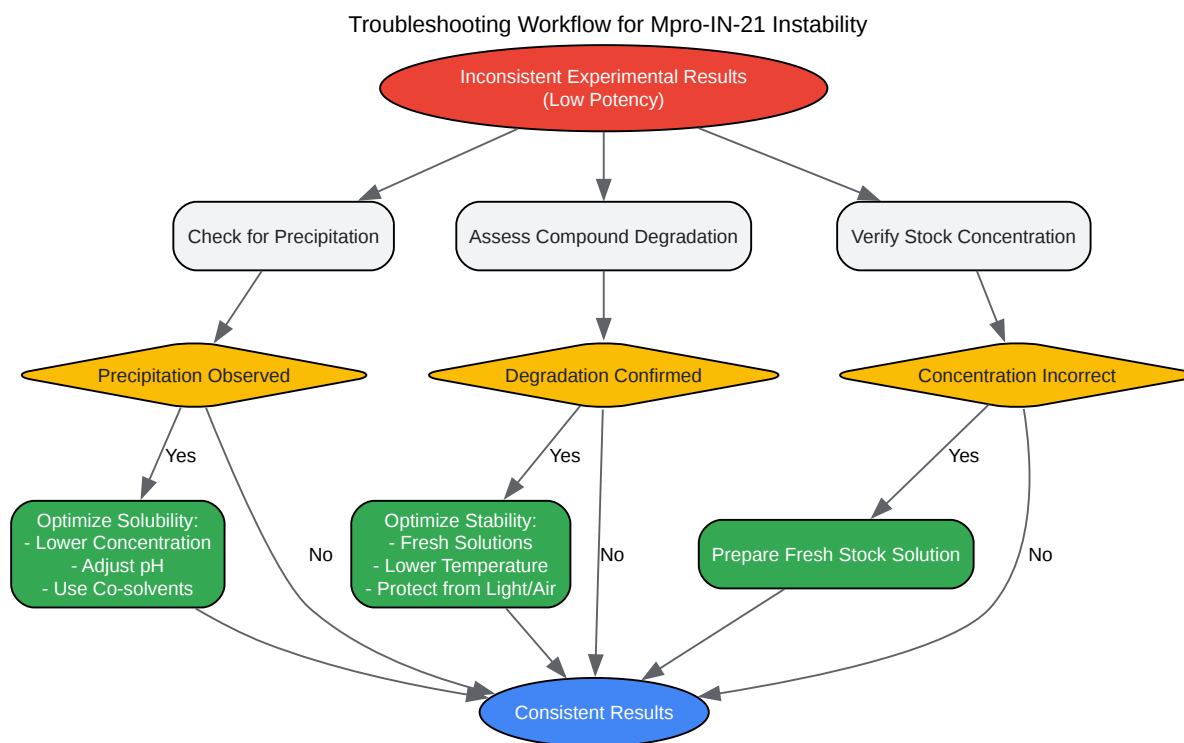 Troubleshooting Workflow for Mpro-IN-21 Instability
Inconsistent Experimental Results
(Low Potency)
Check for Precipitation
Assess Compound Degradation
Verify Stock Concentration
Precipitation Observed
Degradation Confirmed
Concentration Incorrect
Yes
Yes
Yes
Optimize Solubility:
- Lower Concentration
- Adjust pH
- Use Co-solvents
No
Optimize Stability:
- Fresh Solutions
- Lower Temperature
- Protect from Light/Air
No
Prepare Fresh Stock Solution
No
Consistent Results